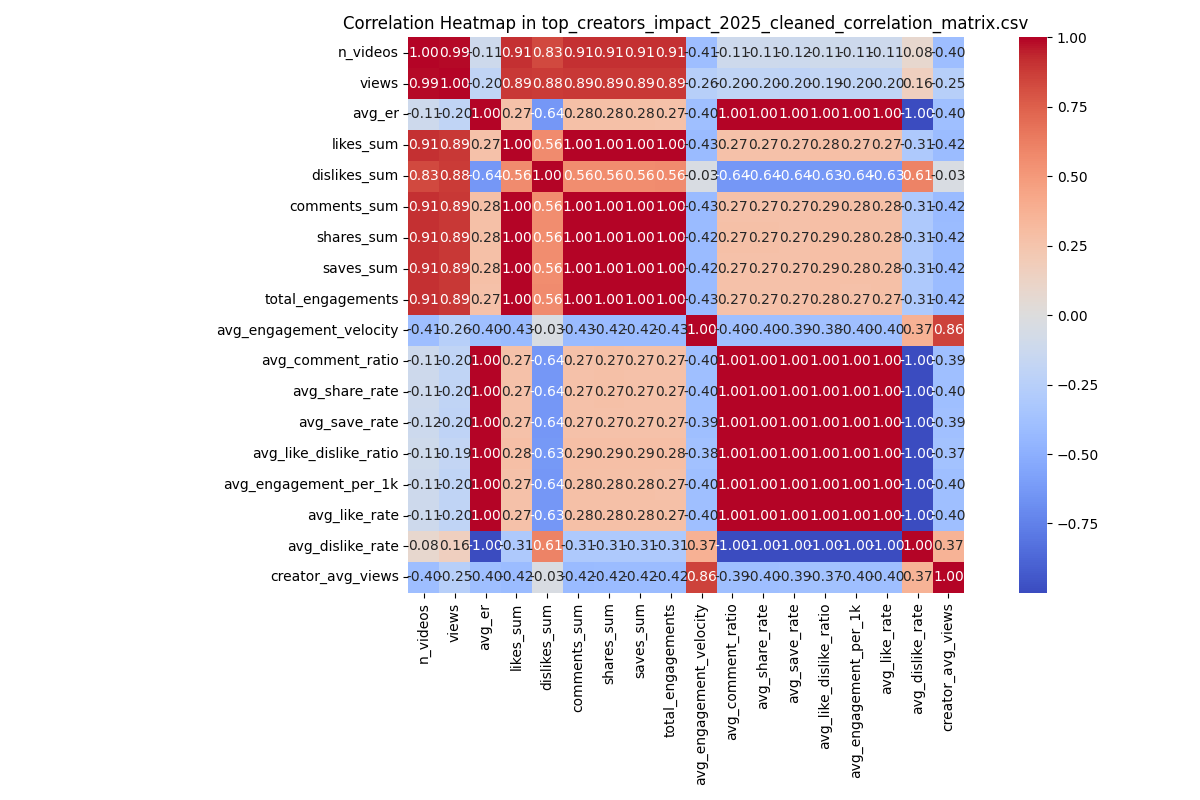 Correlation Heatmap in top_creators_impact_2025_cleaned_correlation_matrix.csv
n_videos 1.00 0.99 -0.11 0.91 0.83 0.91 0.91 0.91 0.91 -0.41 -0.11 -0.11 -0.12 -0.11 -0.11 -0.11 0.08 -0.40
views 0.99 1.00 -0.20 0.89 0.88 0.89 0.89 0.89 0.89 -0.26 -0.20 -0.20 -0.20 -0.19 -0.20 -0.20 0.16 -0.25
avg_er -0.11 -0.20 1.00 0.27 -0.64 0.28 0.28 0.28 0.27 -0.40 1.00 1.00 1.00 1.00 1.00 1.00 -1.00 -0.40
likes_sum 0.91 0.89 0.27 1.00 0.56 1.00 1.00 1.00 1.00 -0.43 0.27 0.27 0.27 0.28 0.27 0.27 -0.31 -0.42
dislikes_sum 0.83 0.88 -0.64 0.56 1.00 0.56 0.56 0.56 0.56 -0.03 -0.64 -0.64 -0.64 -0.63 -0.64 -0.63 0.61 -0.03
comments_sum 0.91 0.89 0.28 1.00 0.56 1.00 1.00 1.00 1.00 -0.43 0.27 0.27 0.27 0.29 0.28 0.28 -0.31 -0.42
shares_sum 0.91 0.89 0.28 1.00 0.56 1.00 1.00 1.00 1.00 -0.42 0.27 0.27 0.27 0.29 0.28 0.28 -0.31 -0.42
saves_sum 0.91 0.89 0.28 1.00 0.56 1.00 1.00 1.00 1.00 -0.42 0.27 0.27 0.27 0.29 0.28 0.28 -0.31 -0.42
total_engagements 0.91 0.89 0.27 1.00 0.56 1.00 1.00 1.00 1.00 -0.43 0.27 0.27 0.27 0.28 0.27 0.27 -0.31 -0.42
avg_engagement_velocity -0.41 -0.26 -0.40 -0.43 -0.03 -0.43 -0.42 -0.42 -0.43 1.00 -0.40 -0.40 -0.39 -0.38 -0.40 -0.40 0.37 0.86
avg_comment_ratio -0.11 -0.20 1.00 0.27 -0.64 0.27 0.27 0.27 0.27 -0.40 1.00 1.00 1.00 1.00 1.00 1.00 -1.00 -0.39
avg_share_rate -0.11 -0.20 1.00 0.27 -0.64 0.27 0.27 0.27 0.27 -0.40 1.00 1.00 1.00 1.00 1.00 1.00 -1.00 -0.40
avg_save_rate -0.12 -0.20 1.00 0.27 -0.64 0.27 0.27 0.27 0.27 -0.39 1.00 1.00 1.00 1.00 1.00 1.00 -1.00 -0.39
avg_like_dislike_ratio -0.11 -0.19 1.00 0.28 -0.63 0.29 0.29 0.29 0.28 -0.38 1.00 1.00 1.00 1.00 1.00 1.00 -1.00 -0.37
avg_engagement_per_1k -0.11 -0.20 1.00 0.27 -0.64 0.28 0.28 0.28 0.27 -0.40 1.00 1.00 1.00 1.00 1.00 1.00 -1.00 -0.40
avg_like_rate -0.11 -0.20 1.00 0.27 -0.63 0.28 0.28 0.28 0.27 -0.40 1.00 1.00 1.00 1.00 1.00 1.00 -1.00 -0.40
avg_dislike_rate 0.08 0.16 -1.00 -0.31 0.61 -0.31 -0.31 -0.31 -0.31 0.37 -1.00 -1.00 -1.00 -1.00 -1.00 -1.00 1.00 0.37
creator_avg_views -0.40 -0.25 -0.40 -0.42 -0.03 -0.42 -0.42 -0.42 -0.42 0.86 -0.39 -0.40 -0.39 -0.37 -0.40 -0.40 0.37 1.00
n_videos
views
avg_er
likes_sum
dislikes_sum
comments_sum
shares_sum
saves_sum
total_engagements
avg_engagement_velocity
avg_comment_ratio
avg_share_rate
avg_save_rate
avg_like_dislike_ratio
avg_engagement_per_1k
avg_like_rate
avg_dislike_rate
creator_avg_views
1.00
0.75
0.50
0.25
0.00
−0.25
−0.50
−0.75